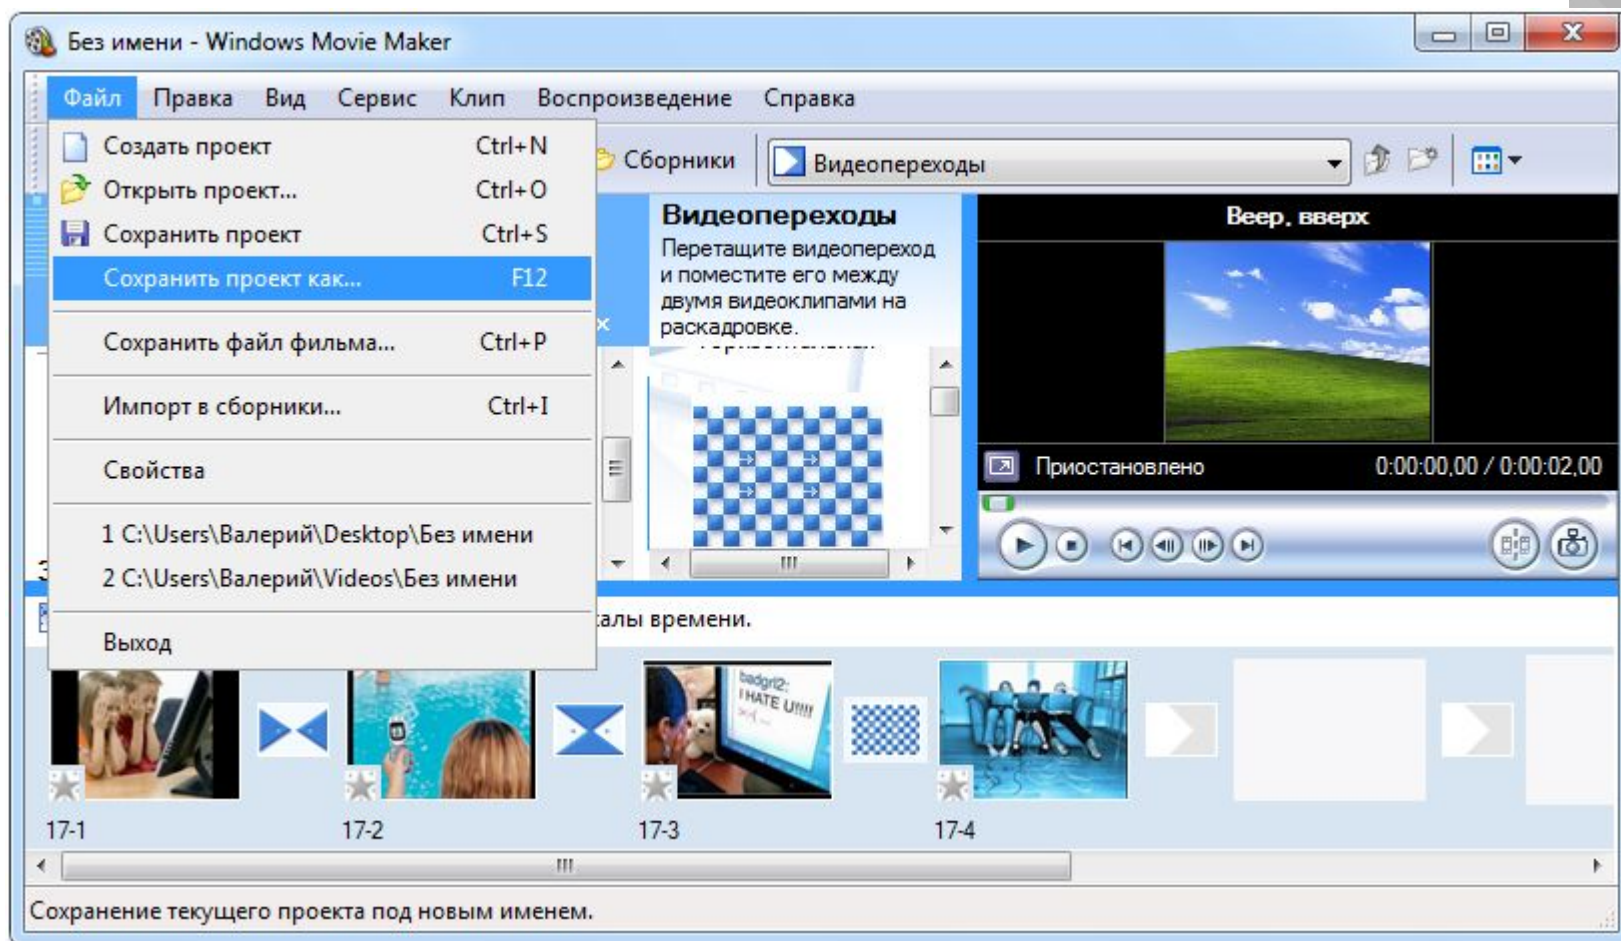 Без имени - Windows Movie Maker
Файл Правка Вид Сервис Клип Воспроизведение Справка
Создать проект Ctrl+N
Открыть проект... Ctrl+O
Сохранить проект Ctrl+S
Сохранить проект как... F12
Сохранить файл фильма... Ctrl+P
Импорт в сборники... Ctrl+I
Свойства
1 C:\Users\Валерий\Desktop\Без имени
2 C:\Users\Валерий\Videos\Без имени
Выход
Сборники
Видеопереходы
Видеопереходы
Перетащите видеопереход
и поместите его между
двумя видеоклипами на
раскадровке.
Веер, вверх
Приостановлено 0:00:00,00 / 0:00:02,00
калы времени.
badgrl2:
I HATE U!!!!
17-1 17-2 17-3 17-4
Сохранение текущего проекта под новым именем.